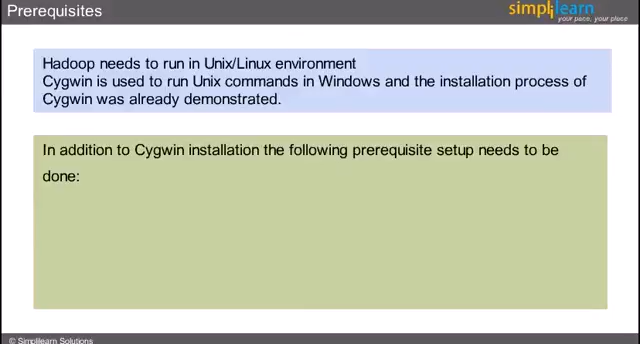 Prerequisites
simplilearn
your pace, your place
Hadoop needs to run in Unix/Linux environment
Cygwin is used to run Unix commands in Windows and the installation process of
Cygwin was already demonstrated.
In addition to Cygwin installation the following prerequisite setup needs to be
done:
© Simplilearn Solutions